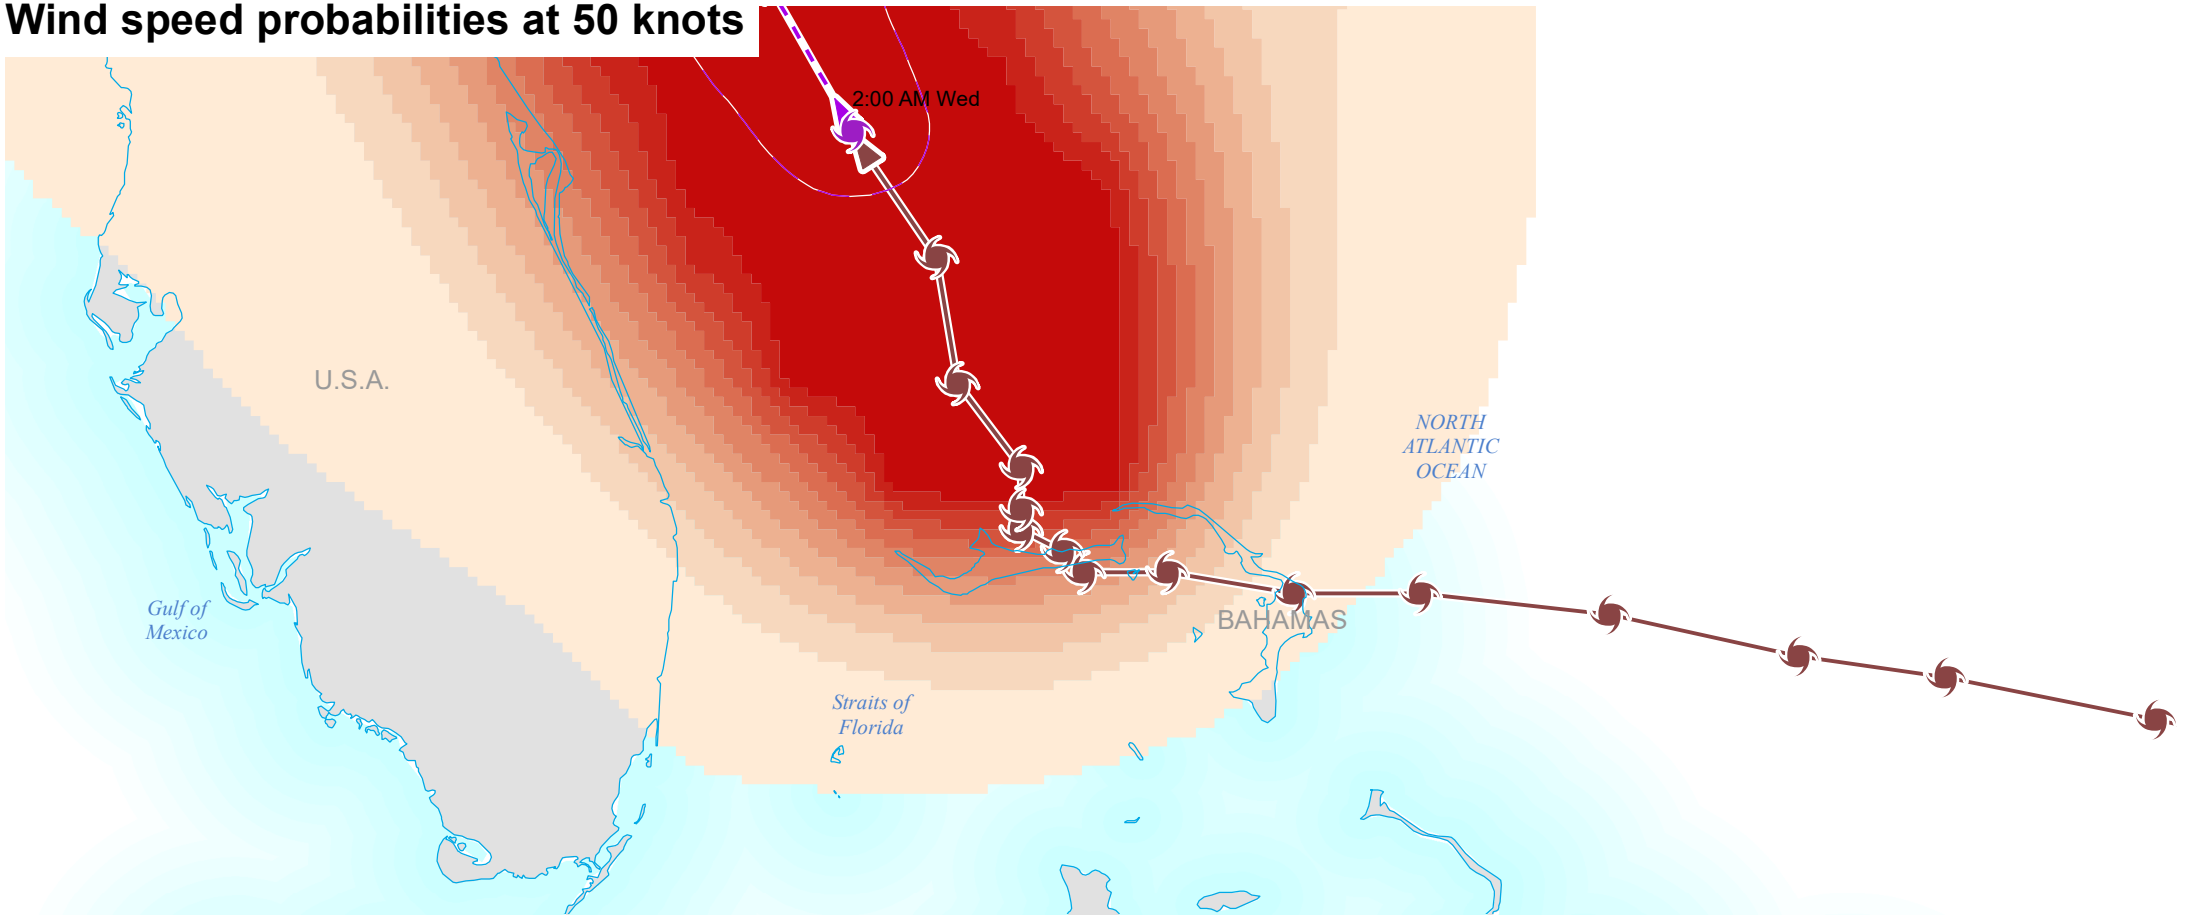 Wind speed probabilities at 50 knots
2:00 AM Wed
U.S.A.
NORTH
ATLANTIC
OCEAN
Gulf of
Mexico
BAHAMAS
Straits of
Florida